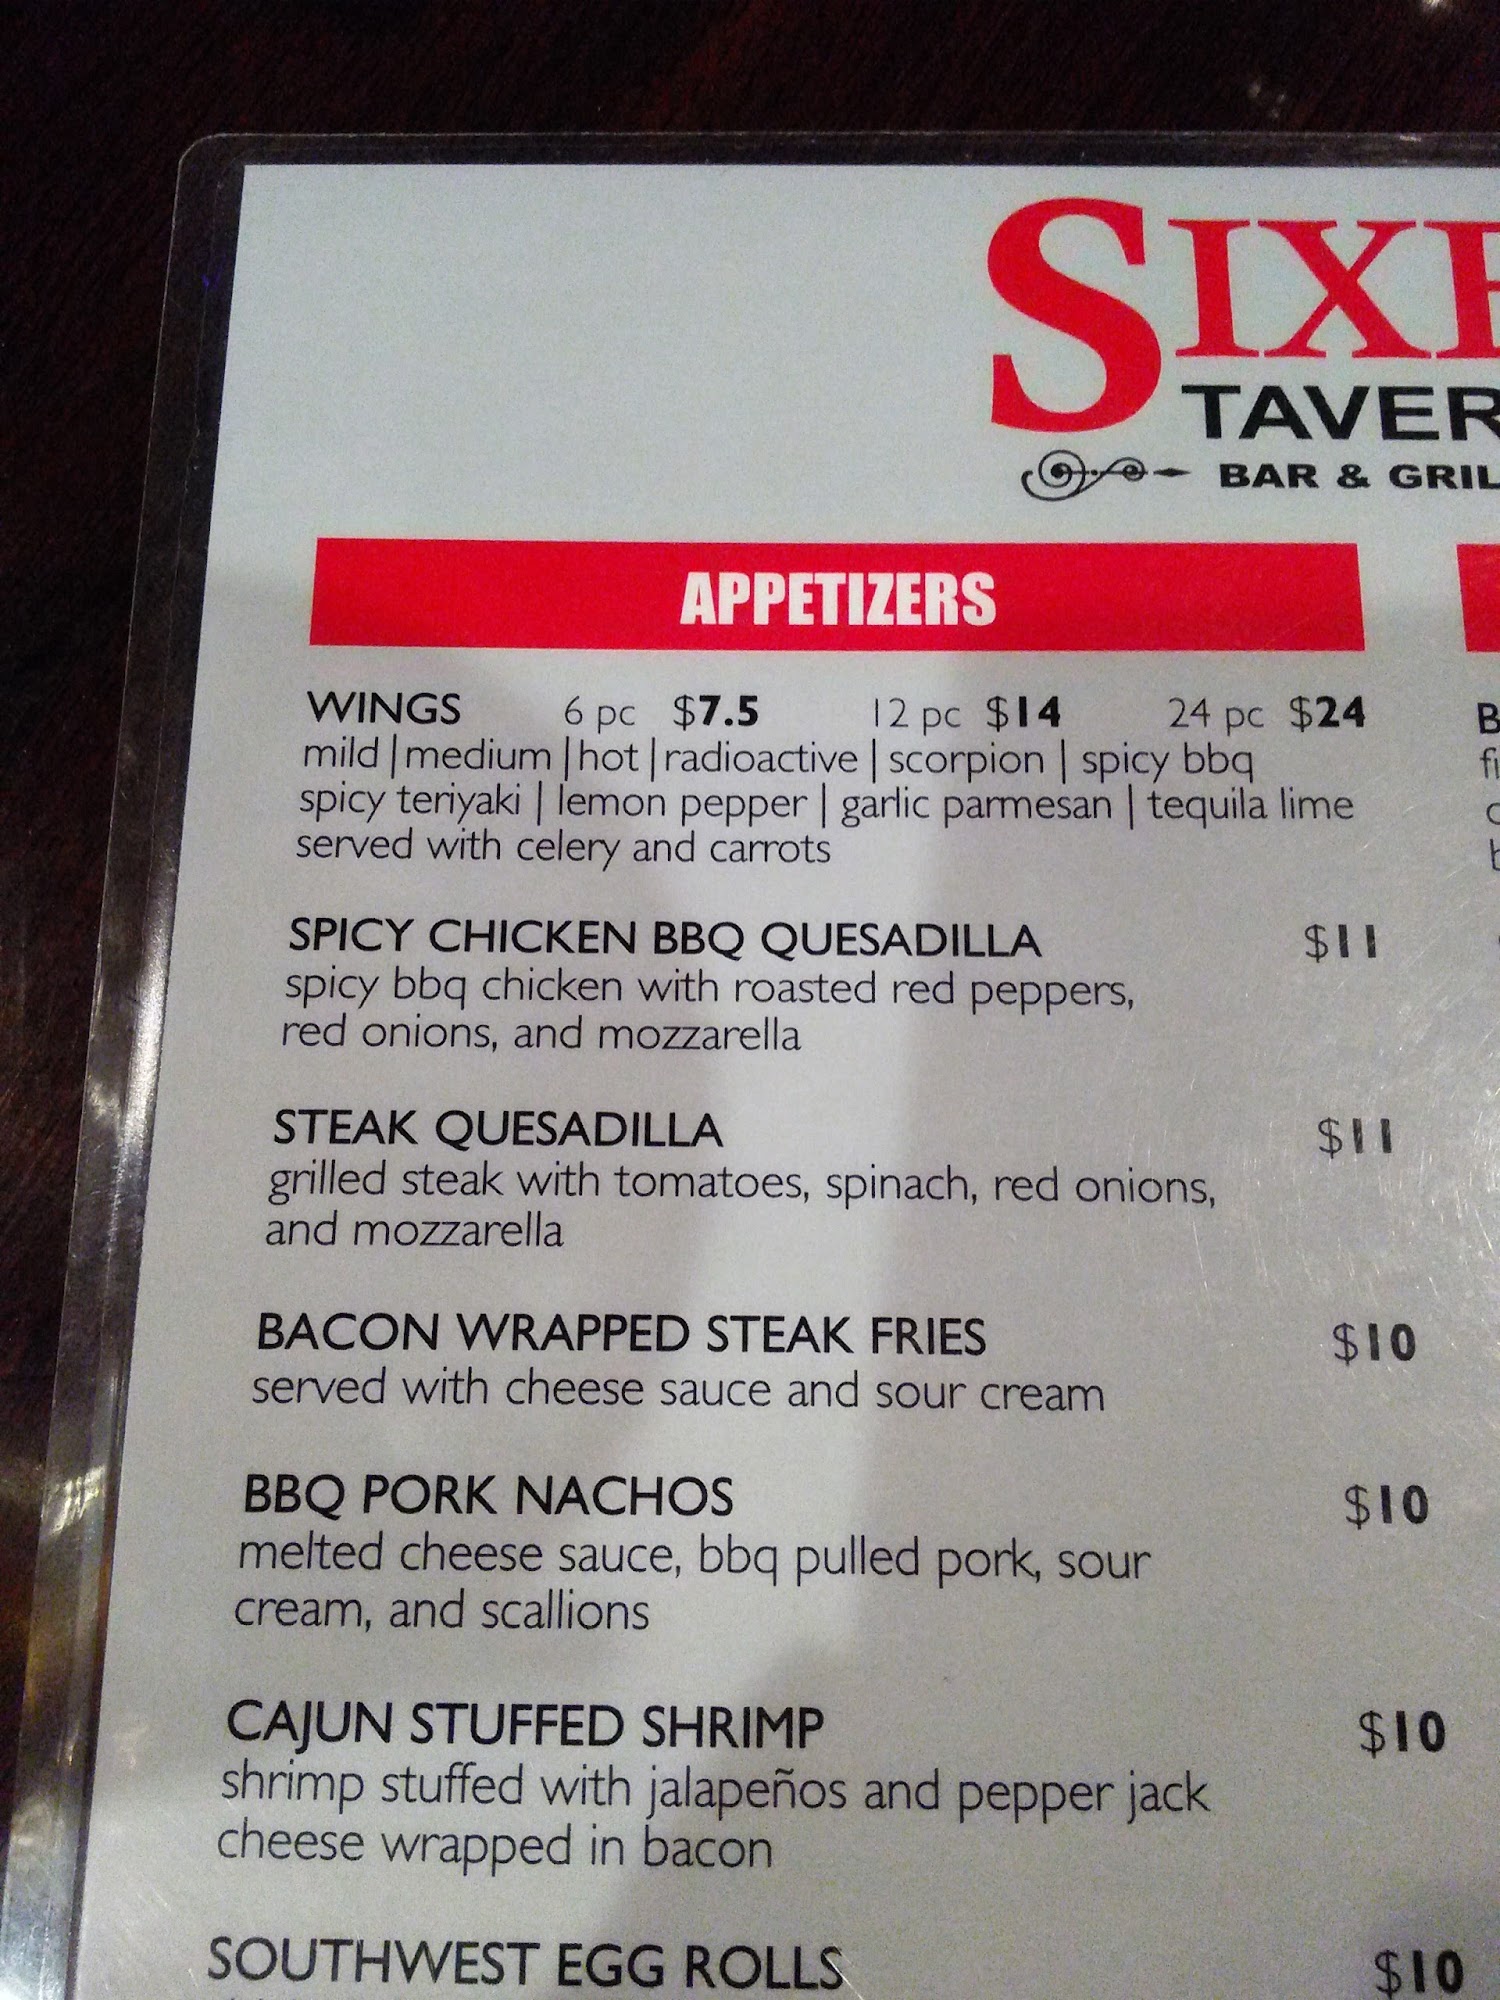 SIX
TAVER
BAR & GRIL
APPETIZERS
WINGS 6 pc $7.5 12 pc $14 24 pc $24
mild | medium | hot | radioactive | scorpion | spicy bbq
spicy teriyaki | lemon pepper | garlic parmesan | tequila lime
served with celery and carrots
SPICY CHICKEN BBQ QUESADILLA $11
spicy bbq chicken with roasted red peppers,
red onions, and mozzarella
STEAK QUESADILLA $11
grilled steak with tomatoes, spinach, red onions,
and mozzarella
BACON WRAPPED STEAK FRIES $10
served with cheese sauce and sour cream
BBQ PORK NACHOS $10
melted cheese sauce, bbq pulled pork, sour
cream, and scallions
CAJUN STUFFED SHRIMP $10
shrimp stuffed with jalapeños and pepper jack
cheese wrapped in bacon
SOUTHWEST EGG ROLLS $10